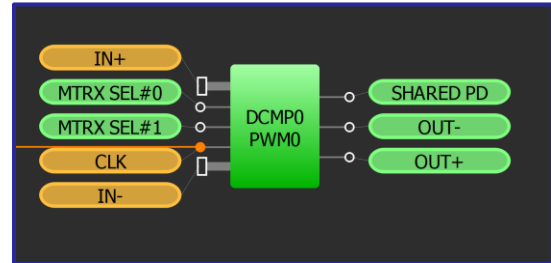 IN+
MTRX SEL#0
MTRX SEL#1
CLK
IN-
DCMP0
PWM0
SHARED PD
OUT-
OUT+